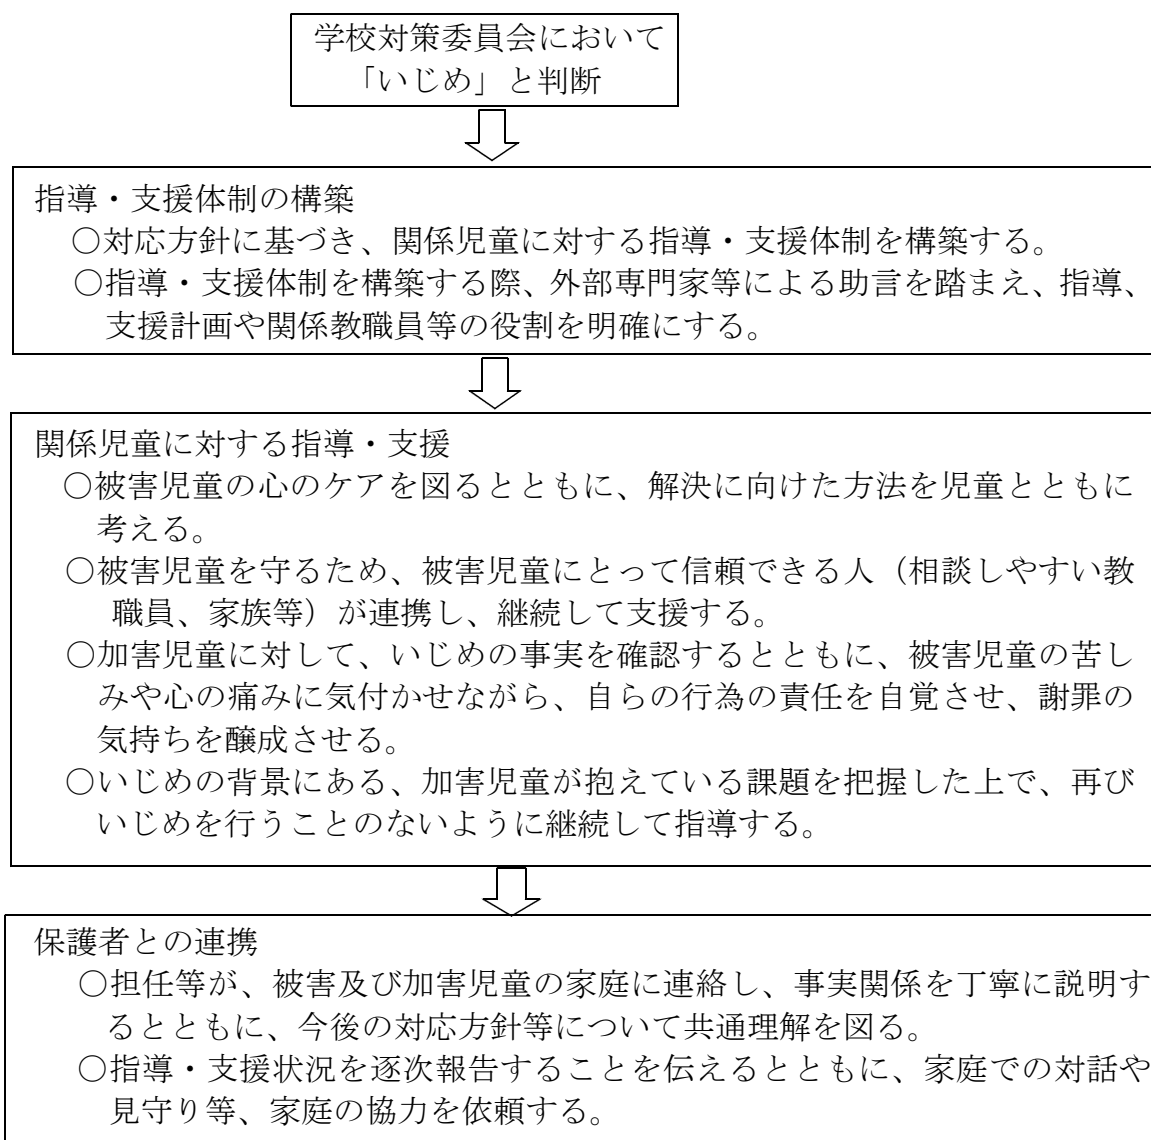 学校対策委員会において
「いじめ」と判断
指導・支援体制の構築
○対応方針に基づき、関係児童に対する指導・支援体制を構築する。
○指導・支援体制を構築する際、外部専門家等による助言を踏まえ、指導、
支援計画や関係教職員等の役割を明確にする。
関係児童に対する指導・支援
○被害児童の心のケアを図るとともに、解決に向けた方法を児童とともに
考える。
○被害児童を守るため、被害児童にとって信頼できる人（相談しやすい教
職員、家族等）が連携し、継続して支援する。
○加害児童に対して、いじめの事実を確認するとともに、被害児童の苦し
みや心の痛みに気付かせながら、自らの行為の責任を自覚させ、謝罪の
気持ちを醸成させる。
○いじめの背景にある、加害児童が抱えている課題を把握した上で、再び
いじめを行うことのないように継続して指導する。
保護者との連携
○担任等が、被害及び加害児童の家庭に連絡し、事実関係を丁寧に説明す
るとともに、今後の対応方針等について共通理解を図る。
○指導・支援状況を逐次報告することを伝えるとともに、家庭での対話や
見守り等、家庭の協力を依頼する。